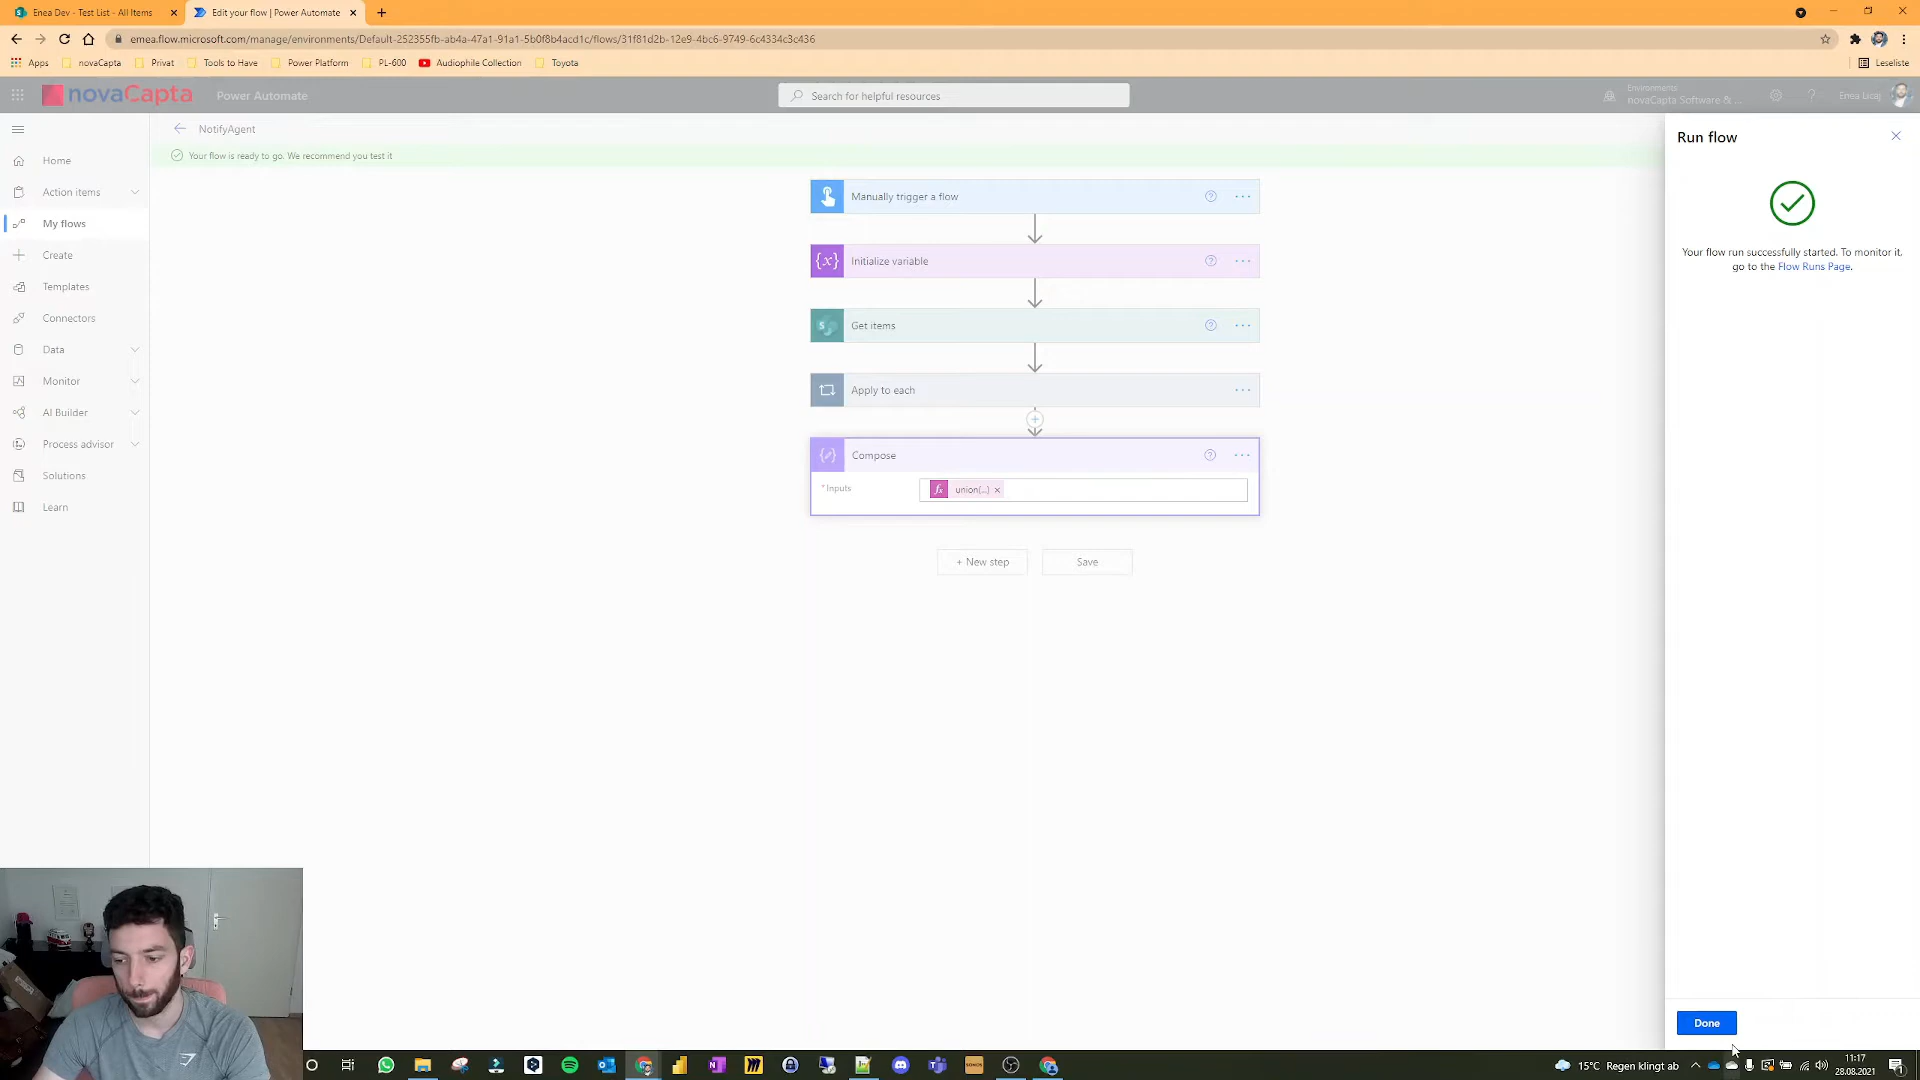 Enea Dev - Test List - All Items
Edit your flow | Power Automate
emea.flow.microsoft.com/manage/environments/Default-252355fb-ab4a-47a1-91a1-5b0f8b4acd1c/flows/31f81d2b-12e9-4bc6-9749-6c4334c3c436
Apps
novaCapta
Privat
Tools to Have
Power Platform
PL-600
Audiophile Collection
Toyota
Leseliste
novaCapta
Power Automate
Search for helpful resources
Environments
novaCapta Software & ...
NotifyAgent
Your flow is ready to go. We recommend you test it
Home
Action items
My flows
Create
Templates
Connectors
Data
Monitor
AI Builder
Process advisor
Solutions
Learn
Manually trigger a flow
Initialize variable
Get items
Apply to each
Compose
* Inputs
fx union(...) ×
+ New step
Save
Run flow
Your flow run successfully started. To monitor it,
go to the Flow Runs Page.
Done
15°C Regen klingt ab
11:17
28.08.2021